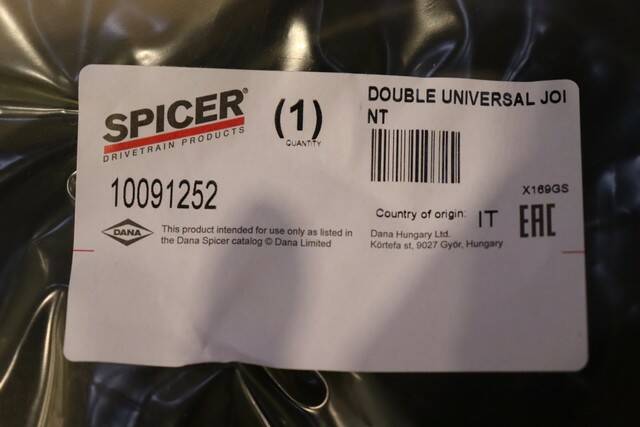 SPICER®
DRIVETRAIN PRODUCTS
(1)
QUANTITY
DOUBLE UNIVERSAL JOI
NT
10091252
X169GS
Country of origin: IT
EAC
DANA
This product intended for use only as listed in
the Dana Spicer catalog © Dana Limited
Dana Hungary Ltd.
Körtefa st, 9027 Győr, Hungary